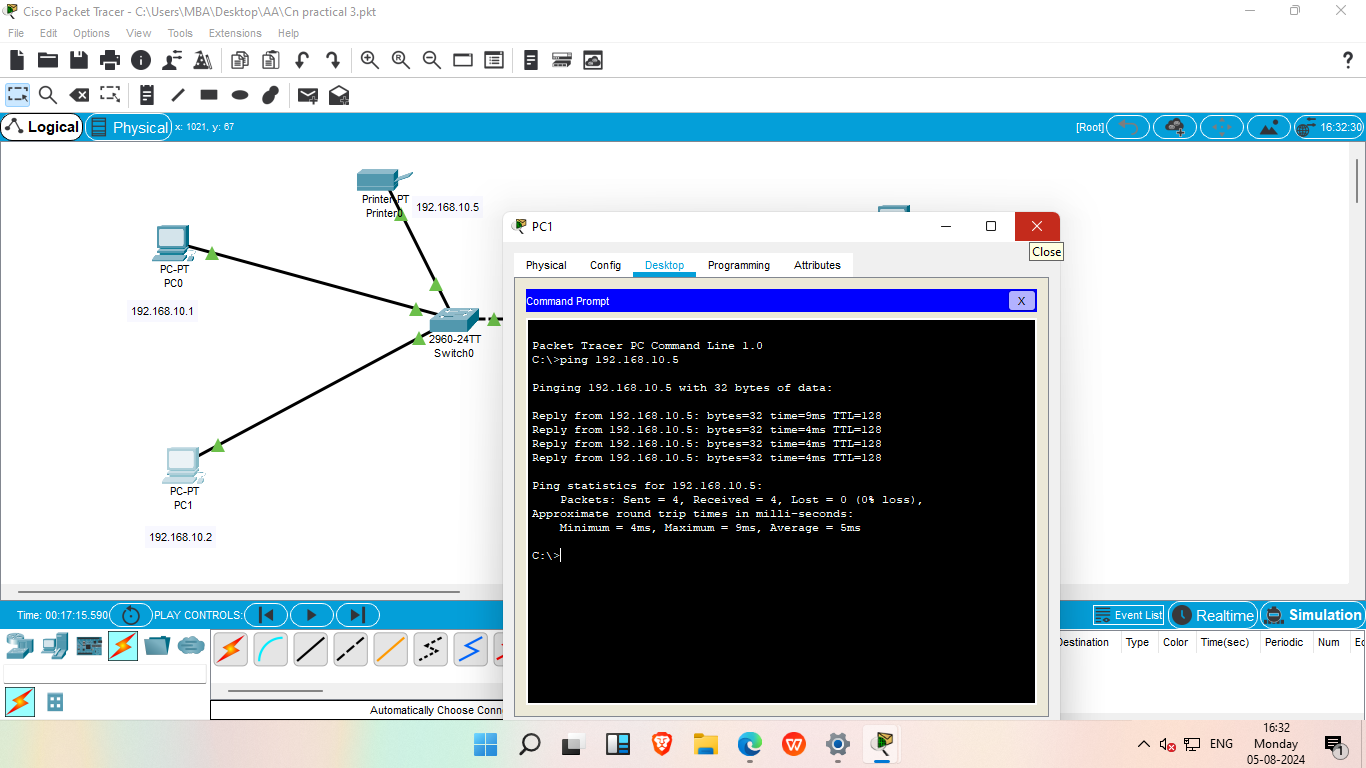 Cisco Packet Tracer - C:\Users\MBA\Desktop\AA\Cn practical 3.pkt
File Edit Options View Tools Extensions Help
Logical Physical x: 1021, y: 67 [Root] 16:32:30
Printer-PT
Printer0
192.168.10.5
PC-PT
PC0
192.168.10.1
2960-24TT
Switch0
PC-PT
PC1
192.168.10.2
PC1
Close
Physical Config Desktop Programming Attributes
Command Prompt X
Packet Tracer PC Command Line 1.0
C:\>ping 192.168.10.5
Pinging 192.168.10.5 with 32 bytes of data:
Reply from 192.168.10.5: bytes=32 time=9ms TTL=128
Reply from 192.168.10.5: bytes=32 time=4ms TTL=128
Reply from 192.168.10.5: bytes=32 time=4ms TTL=128
Reply from 192.168.10.5: bytes=32 time=4ms TTL=128
Ping statistics for 192.168.10.5:
Packets: Sent = 4, Received = 4, Lost = 0 (0% loss),
Approximate round trip times in milli-seconds:
Minimum = 4ms, Maximum = 9ms, Average = 5ms
C:\>
Time: 00:17:15.590 PLAY CONTROLS: Event List Realtime Simulation
Type Color Time(sec) Periodic Num
Automatically Choose
ENG
16:32
Monday
05-08-2024
1